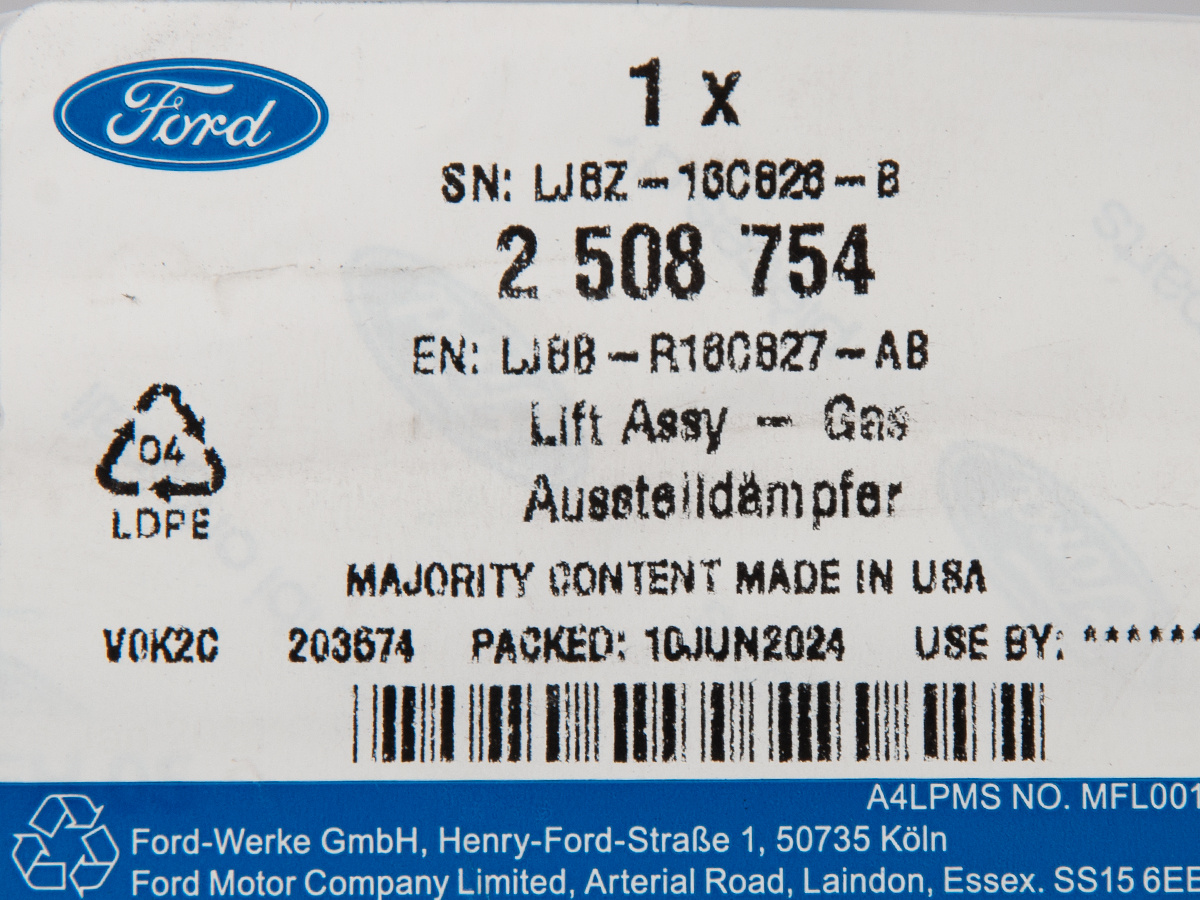 Ford
1 x
SN: LJ8Z-16C826-B
2 508 754
EN: LJ8B-R16C827-AB
Lift Assy - Gas
Ausstelldämpfer
04
LDPE
MAJORITY CONTENT MADE IN USA
V0K2C 203674 PACKED: 10JUN2024 USE BY: ******
A4LPMS NO. MFL001
Ford-Werke GmbH, Henry-Ford-Straße 1, 50735 Köln
Ford Motor Company Limited, Arterial Road, Laindon, Essex. SS15 6EE